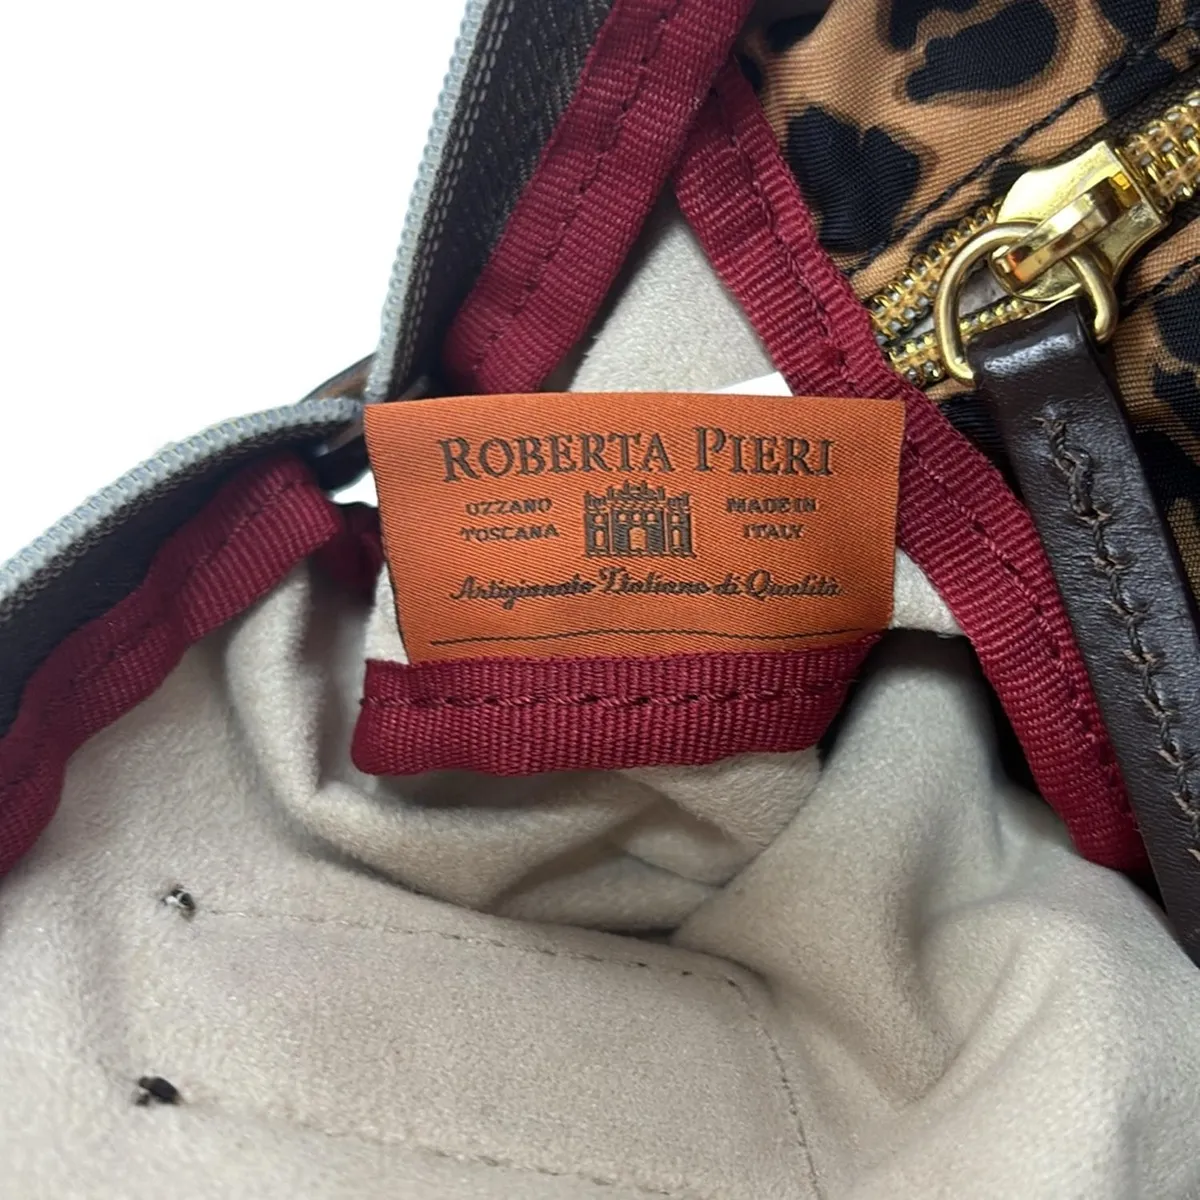 ROBERTA PIERI
UZZANO MADE IN
TOSCANA ITALY
Artigianato Italiano di Qualità